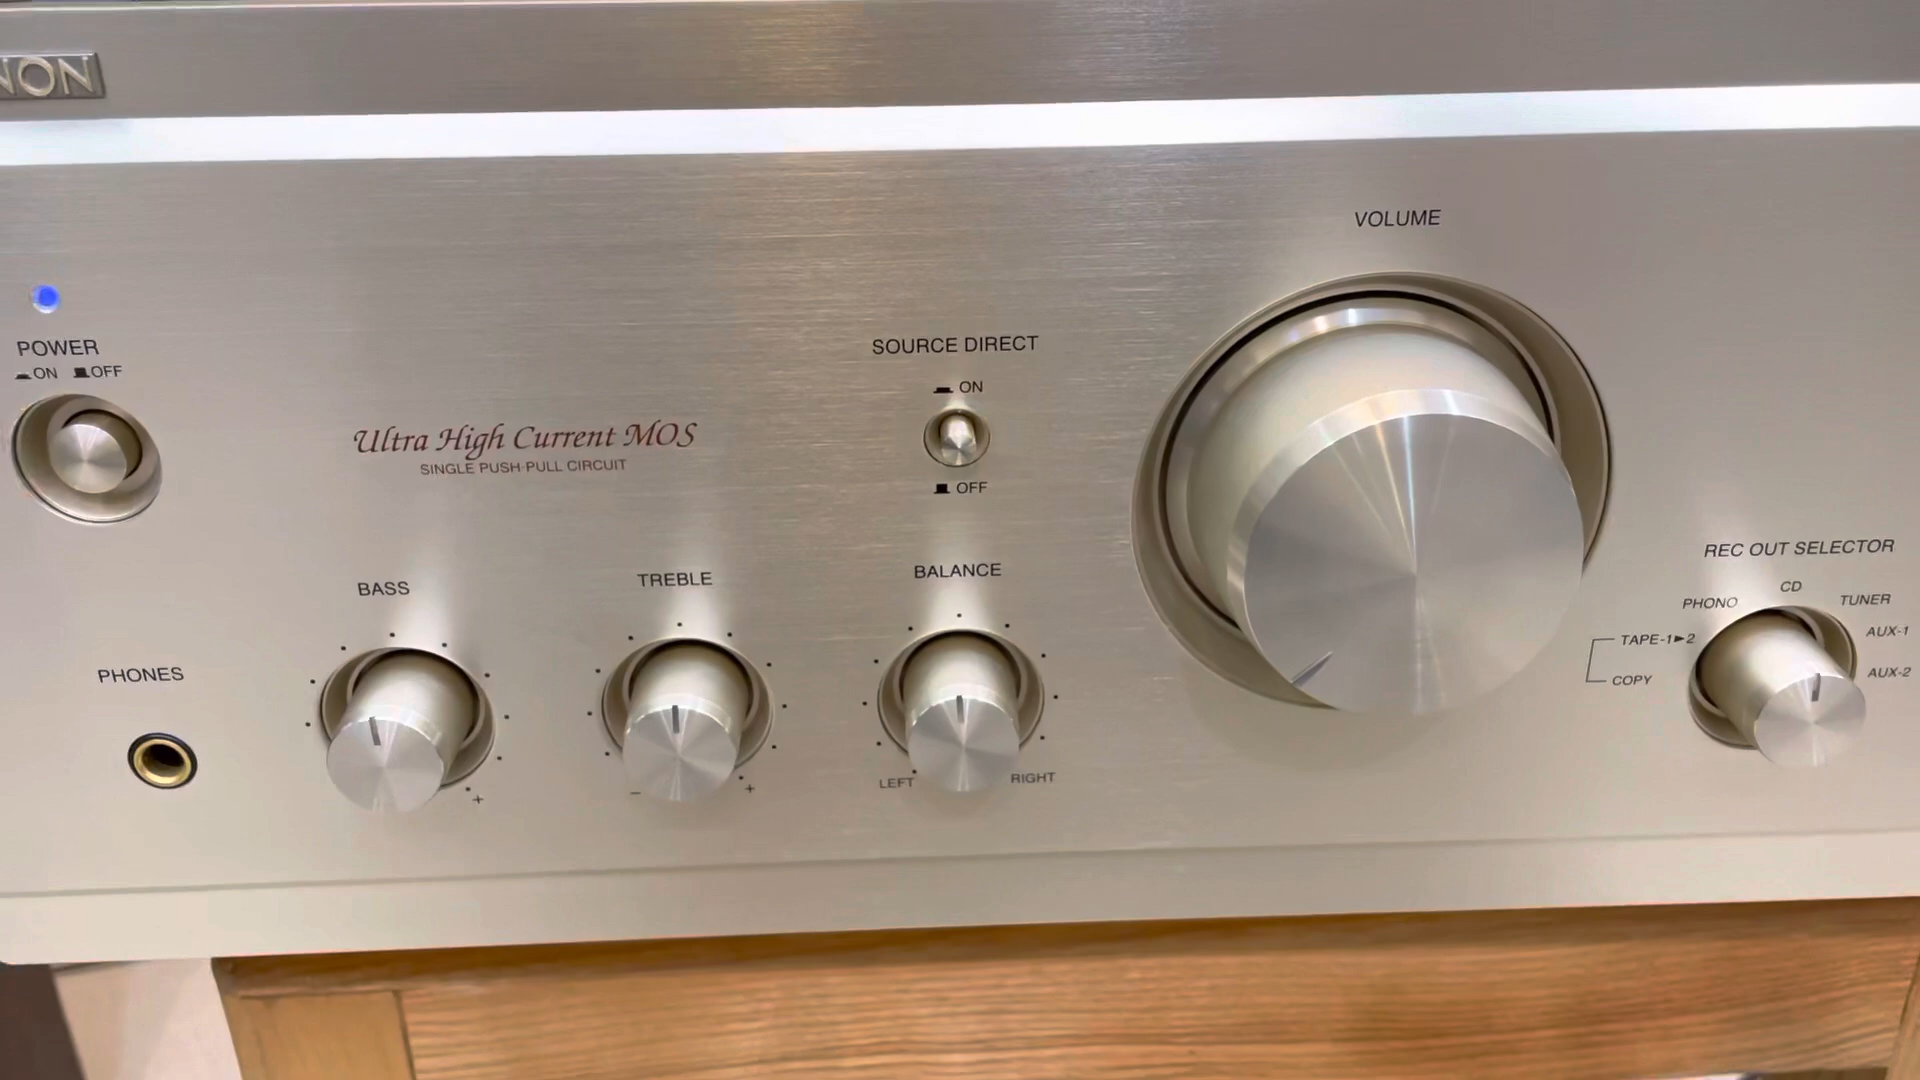 NON
VOLUME
POWER
ON OFF
SOURCE DIRECT
ON
OFF
Ultra High Current MOS
SINGLE PUSH-PULL CIRCUIT
BASS
TREBLE
BALANCE
LEFT RIGHT
- +
+
PHONES
REC OUT SELECTOR
PHONO CD TUNER
TAPE-1►2 AUX-1
COPY AUX-2